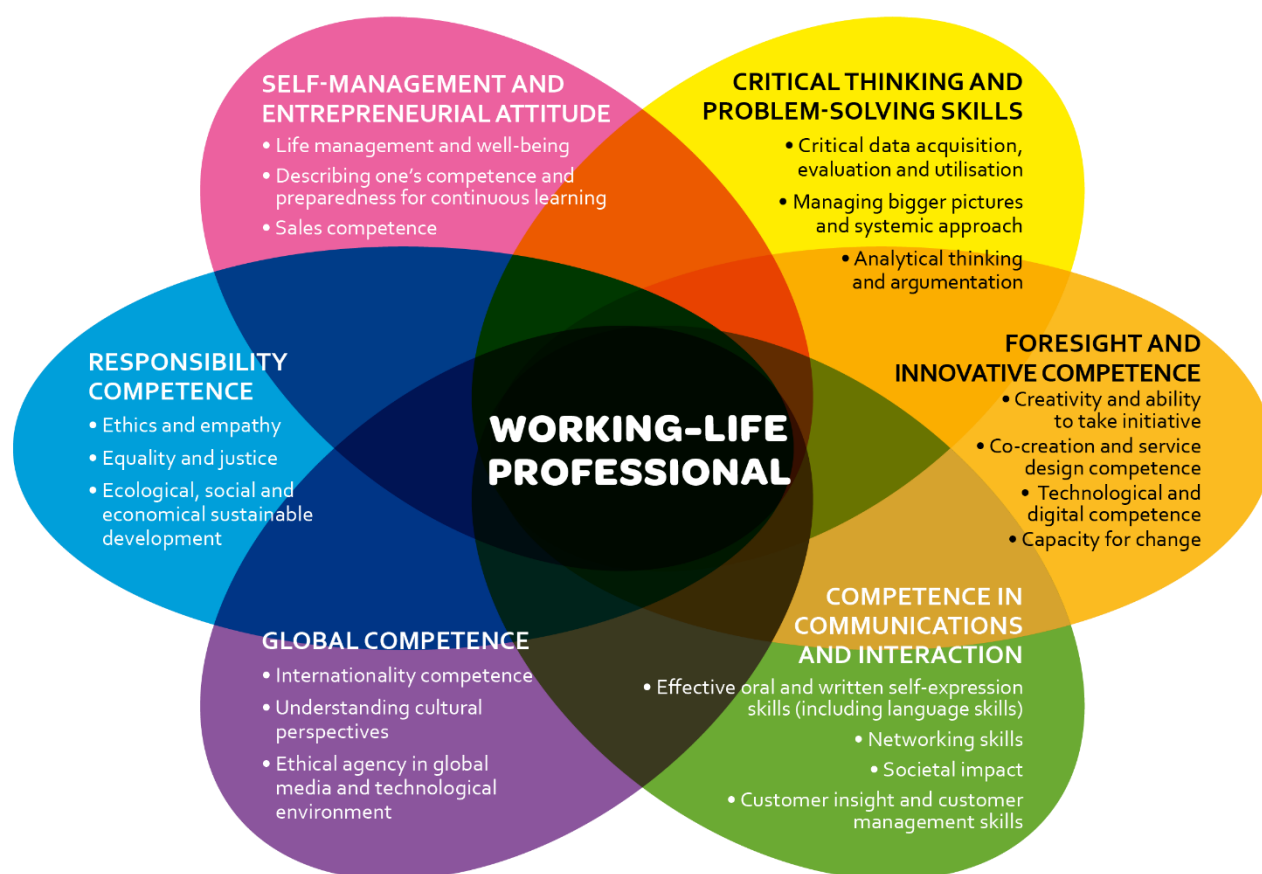 SELF-MANAGEMENT AND
ENTREPRENEURIAL ATTITUDE
• Life management and well-being
• Describing one's competence and
preparedness for continuous learning
• Sales competence
CRITICAL THINKING AND
PROBLEM-SOLVING SKILLS
• Critical data acquisition,
evaluation and utilisation
• Managing bigger pictures
and systemic approach
• Analytical thinking
and argumentation
RESPONSIBILITY
COMPETENCE
• Ethics and empathy
• Equality and justice
• Ecological, social and
economical sustainable
development
WORKING-LIFE
PROFESSIONAL
FORESIGHT AND
INNOVATIVE COMPETENCE
• Creativity and ability
to take initiative
• Co-creation and service
design competence
• Technological and
digital competence
• Capacity for change
GLOBAL COMPETENCE
• Internationality competence
• Understanding cultural
perspectives
• Ethical agency in global
media and technological
environment
COMPETENCE IN
COMMUNICATIONS
AND INTERACTION
• Effective oral and written self-expression
skills (including language skills)
• Networking skills
• Societal impact
• Customer insight and customer
management skills